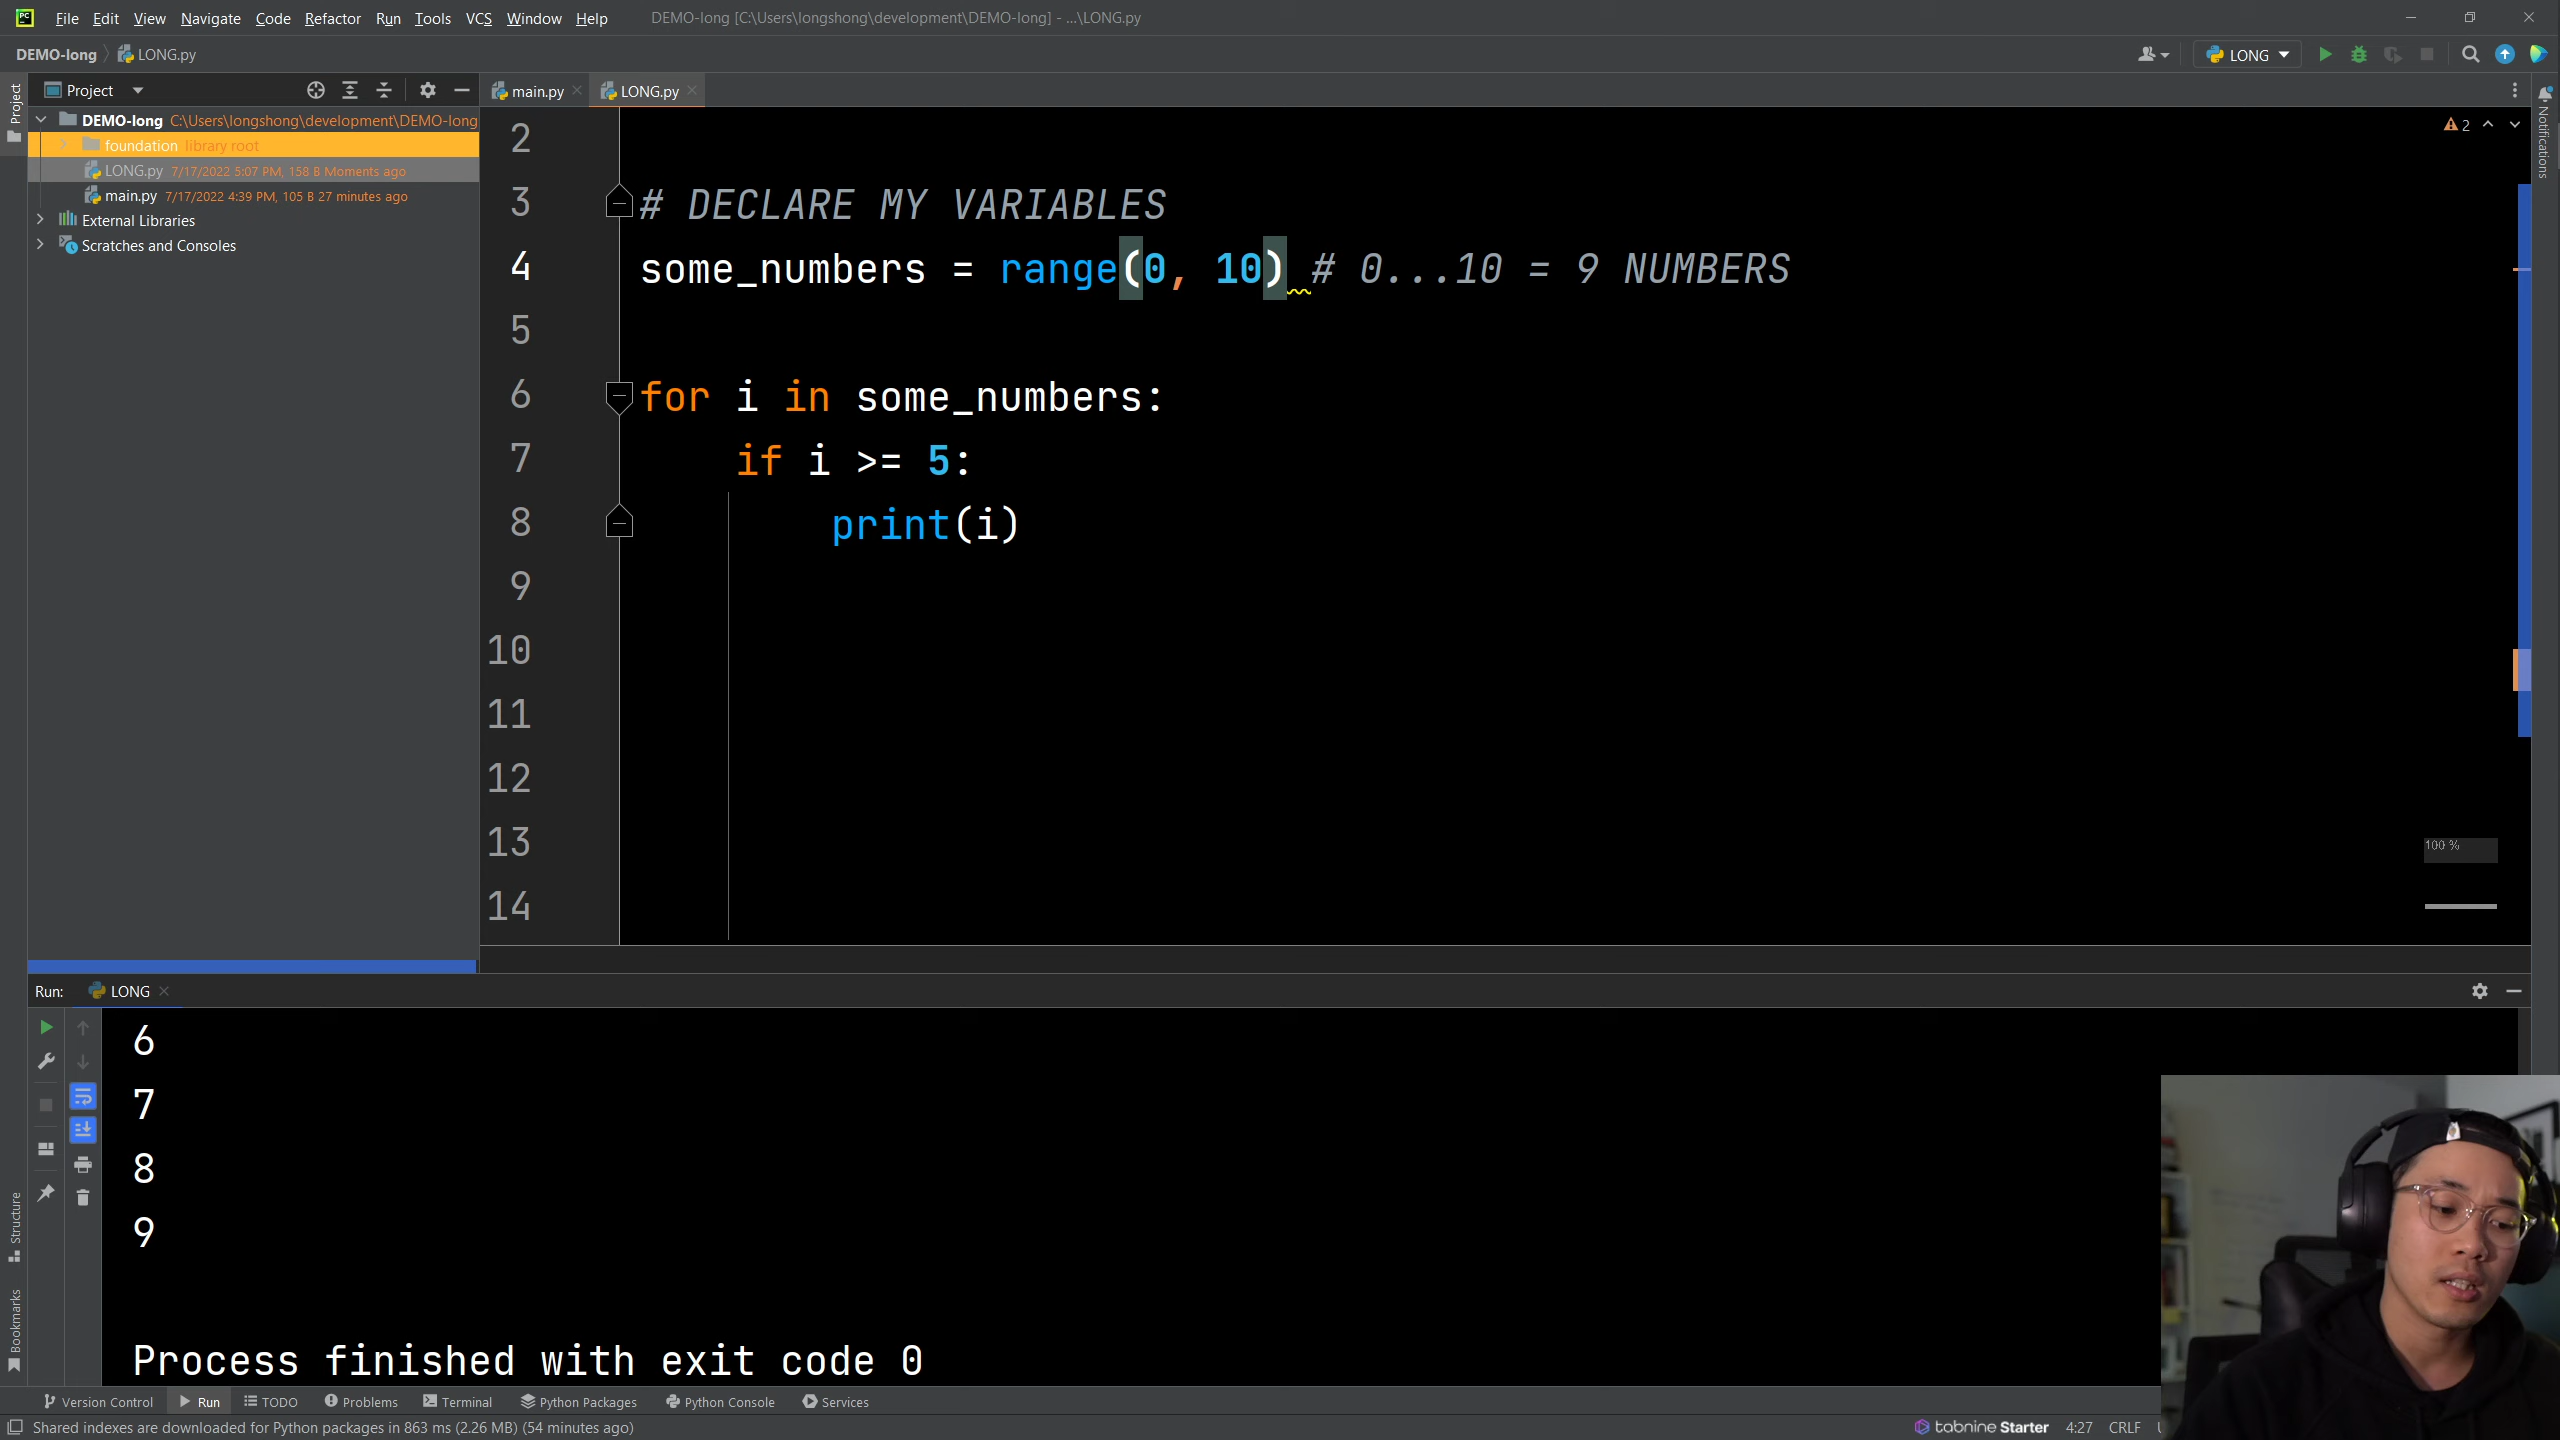 File Edit View Navigate Code Refactor Run Tools VCS Window Help DEMO-long [C:\Users\longshong\development\DEMO-long] - ...\LONG.py
DEMO-long LONG.py LONG
Project main.py LONG.py
DEMO-long C:\Users\longshong\development\DEMO-long
foundation library root
LONG.py 7/17/2022 5:07 PM, 158 B Moments ago
main.py 7/17/2022 4:39 PM, 105 B 27 minutes ago
External Libraries
Scratches and Consoles
Project
Structure
Bookmarks
Notifications
2
2
3 # DECLARE MY VARIABLES
4 some_numbers = range(0, 10) # 0...10 = 9 NUMBERS
5
6 for i in some_numbers:
7 if i >= 5:
8 print(i)
9
10
11
12
13
14
100 %
Run: LONG
6
7
8
9
Process finished with exit code 0
Version Control Run TODO Problems Terminal Python Packages Python Console Services
Shared indexes are downloaded for Python packages in 863 ms (2.26 MB) (54 minutes ago) tabnine Starter 4:27 CRLF